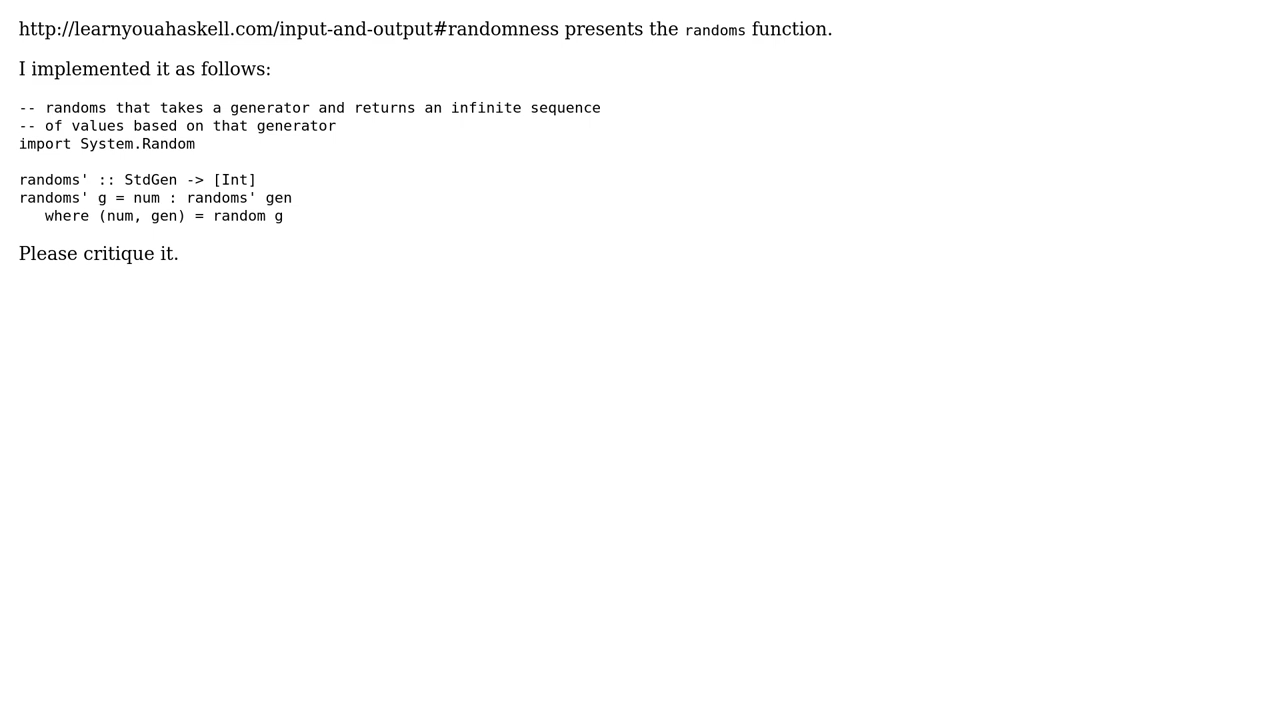 http://learnyouahaskell.com/input-and-output#randomness presents the randoms function.
I implemented it as follows:
-- randoms that takes a generator and returns an infinite sequence
-- of values based on that generator
import System.Random
randoms' :: StdGen -> [Int]
randoms' g = num : randoms' gen
   where (num, gen) = random g
Please critique it.